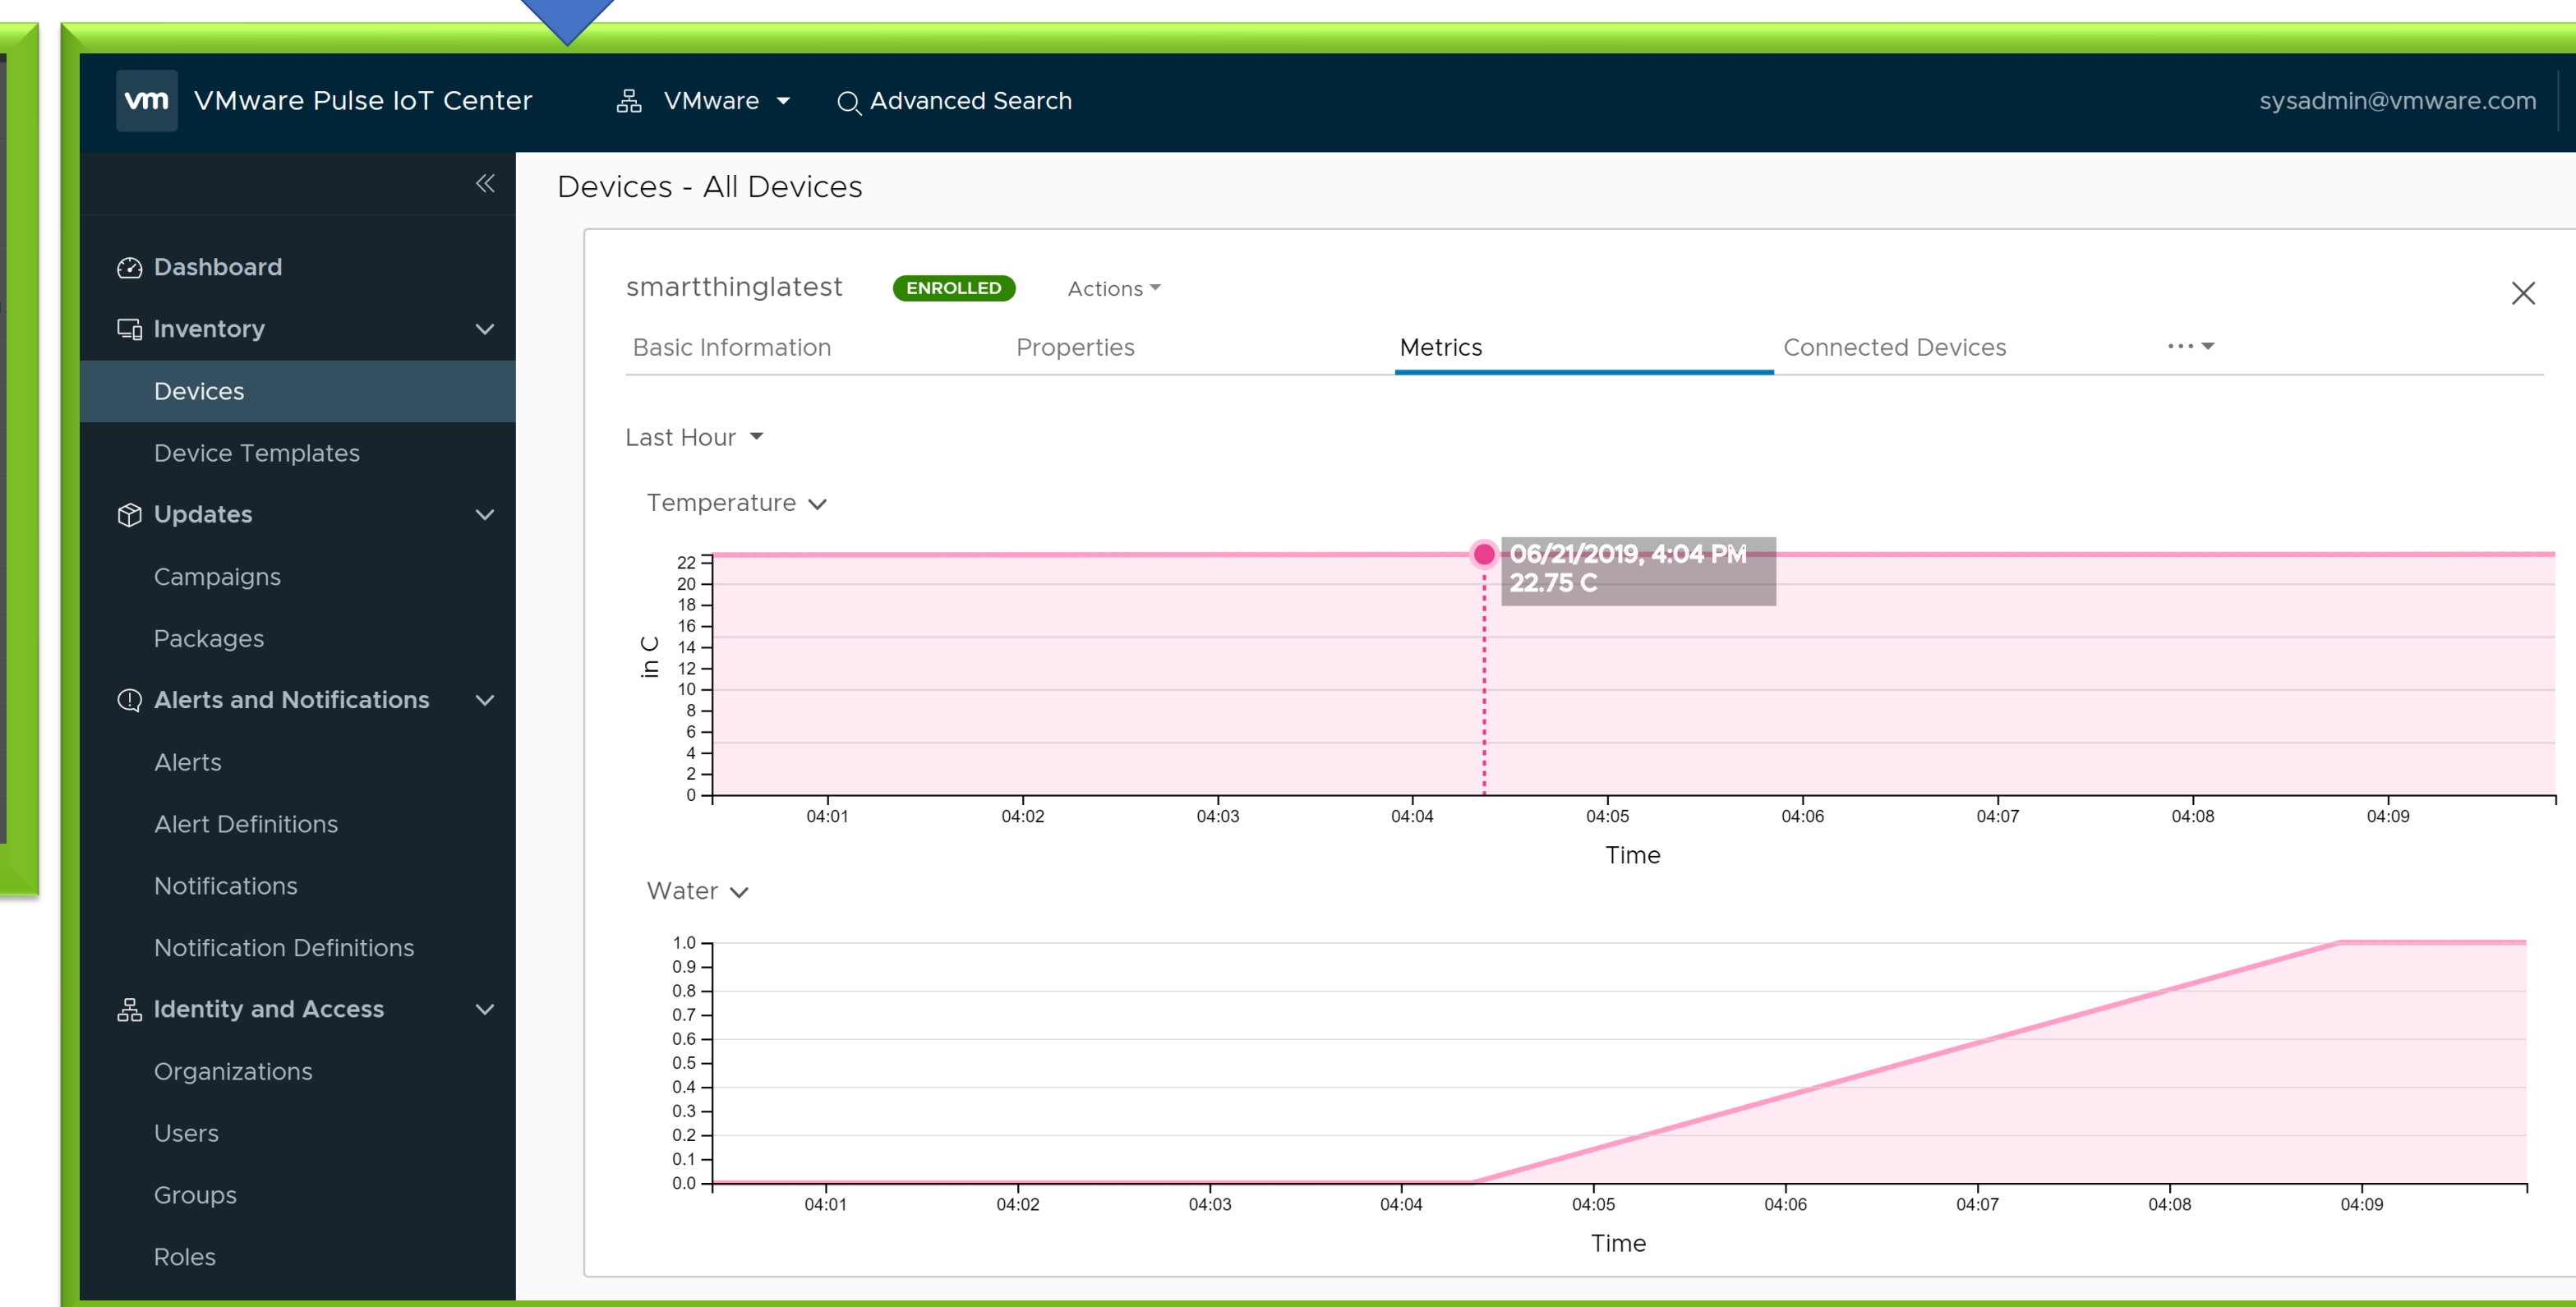 vm VMware Pulse IoT Center VMware Advanced Search sysadmin@vmware.com
Devices - All Devices
Dashboard
Inventory
Devices
Device Templates
Updates
Campaigns
Packages
Alerts and Notifications
Alerts
Alert Definitions
Notifications
Notification Definitions
Identity and Access
Organizations
Users
Groups
Roles
smartthinglatest ENROLLED Actions
Basic Information Properties Metrics Connected Devices ...
Last Hour
Temperature
06/21/2019, 4:04 PM
22.75 C
in C
22
20
18
16
14
12
10
8
6
4
2
0
04:01 04:02 04:03 04:04 04:05 04:06 04:07 04:08 04:09
Time
Water
1.0
0.9
0.8
0.7
0.6
0.5
0.4
0.3
0.2
0.1
0.0
04:01 04:02 04:03 04:04 04:05 04:06 04:07 04:08 04:09
Time